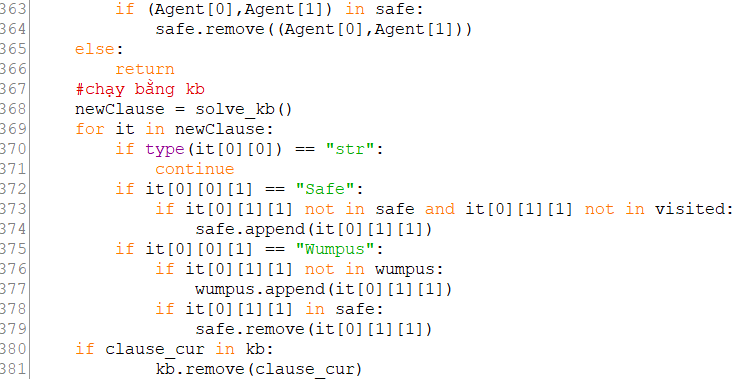 363         if (Agent[0],Agent[1]) in safe:
364             safe.remove((Agent[0],Agent[1]))
365     else:
366         return
367     #chạy bằng kb
368     newClause = solve_kb()
369     for it in newClause:
370         if type(it[0][0]) == "str":
371             continue
372         if it[0][0][1] == "Safe":
373             if it[0][1][1] not in safe and it[0][1][1] not in visited:
374                 safe.append(it[0][1][1])
375         if it[0][0][1] == "Wumpus":
376             if it[0][1][1] not in wumpus:
377                 wumpus.append(it[0][1][1])
378             if it[0][1][1] in safe:
379                 safe.remove(it[0][1][1])
380     if clause_cur in kb:
381             kb.remove(clause_cur)